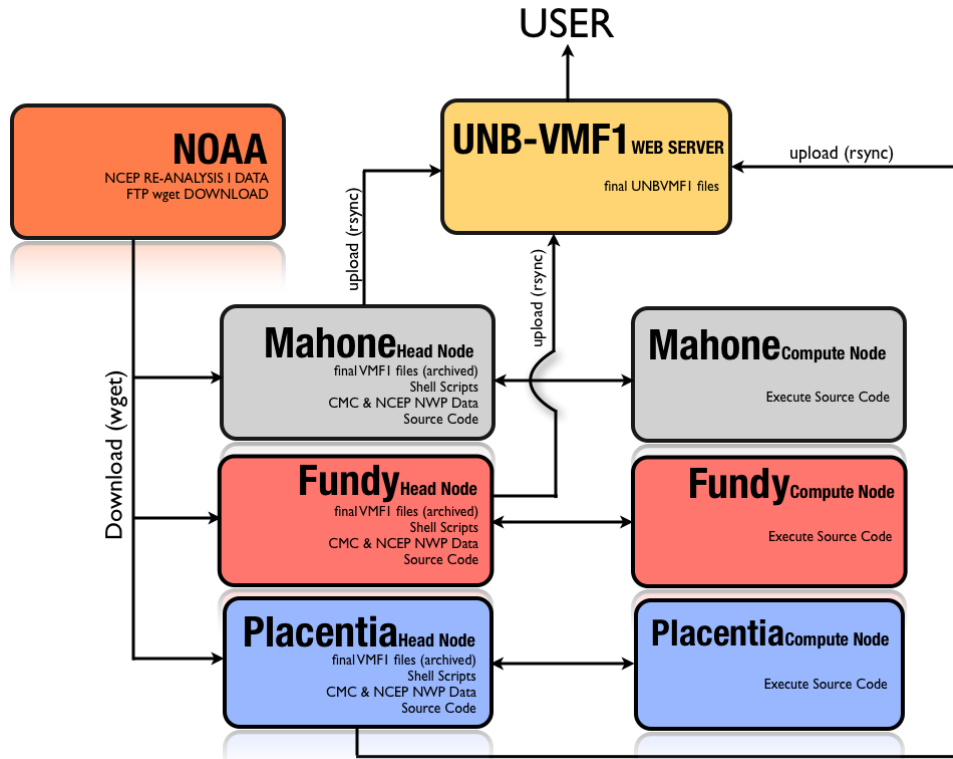 USER
NOAA
NCEP RE-ANALYSIS I DATA
FTP wget DOWNLOAD
UNB-VMF1 WEB SERVER
final UNBVMF1 files
upload (rsync)
upload (rsync)
upload (rsync)
Download (wget)
Mahone Head Node
final VMF1 files (archived)
Shell Scripts
CMC & NCEP NWP Data
Source Code
Mahone Compute Node
Execute Source Code
Fundy Head Node
final VMF1 files (archived)
Shell Scripts
CMC & NCEP NWP Data
Source Code
Fundy Compute Node
Execute Source Code
Placentia Head Node
final VMF1 files (archived)
Shell Scripts
CMC & NCEP NWP Data
Source Code
Placentia Compute Node
Execute Source Code